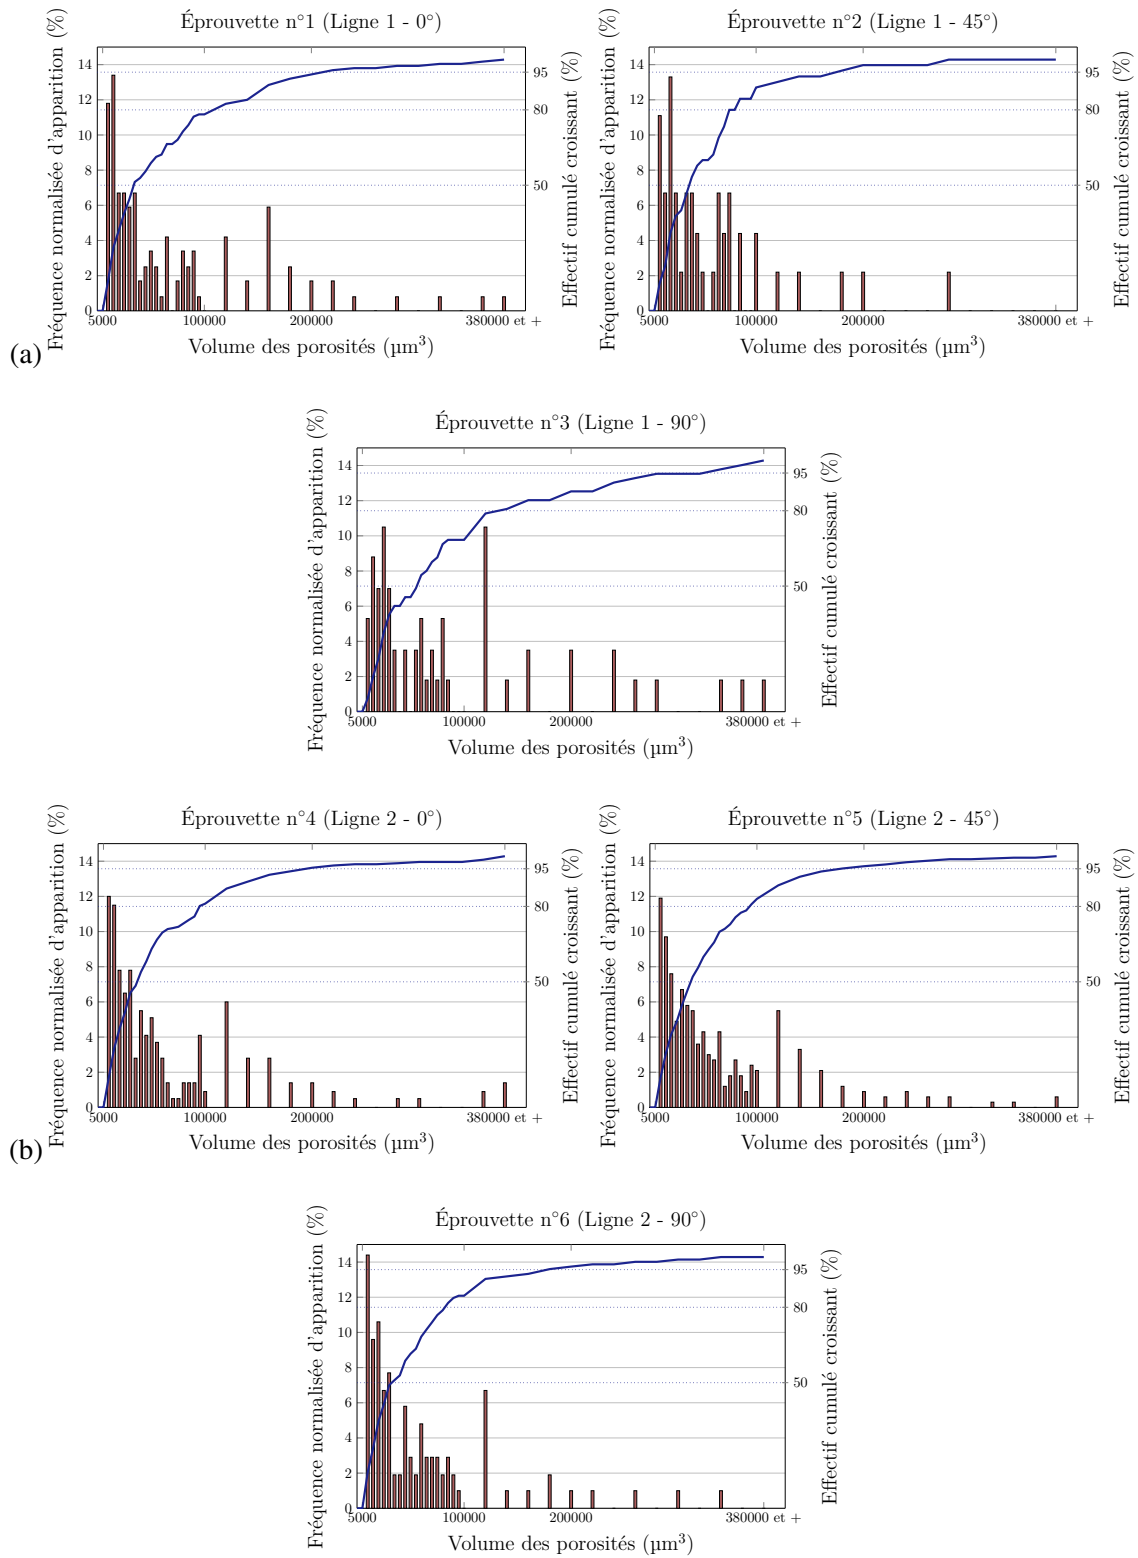 Éprouvette n°1 (Ligne 1 - 0°)
Fréquence normalisée d'apparition (%)
14
12
10
8
6
4
2
0
95
80
50
Effectif cumulé croissant (%)
5000 100000 200000 380000 et +
Volume des porosités (µm³)
Éprouvette n°2 (Ligne 1 - 45°)
Fréquence normalisée d'apparition (%)
14
12
10
8
6
4
2
0
95
80
50
Effectif cumulé croissant (%)
5000 100000 200000 380000 et +
Volume des porosités (µm³)
(a)
Éprouvette n°3 (Ligne 1 - 90°)
Fréquence normalisée d'apparition (%)
14
12
10
8
6
4
2
0
95
80
50
Effectif cumulé croissant (%)
5000 100000 200000 380000 et +
Volume des porosités (µm³)
Éprouvette n°4 (Ligne 2 - 0°)
Fréquence normalisée d'apparition (%)
14
12
10
8
6
4
2
0
95
80
50
Effectif cumulé croissant (%)
5000 100000 200000 380000 et +
Volume des porosités (µm³)
Éprouvette n°5 (Ligne 2 - 45°)
Fréquence normalisée d'apparition (%)
14
12
10
8
6
4
2
0
95
80
50
Effectif cumulé croissant (%)
5000 100000 200000 380000 et +
Volume des porosités (µm³)
(b)
Éprouvette n°6 (Ligne 2 - 90°)
Fréquence normalisée d'apparition (%)
14
12
10
8
6
4
2
0
95
80
50
Effectif cumulé croissant (%)
5000 100000 200000 380000 et +
Volume des porosités (µm³)